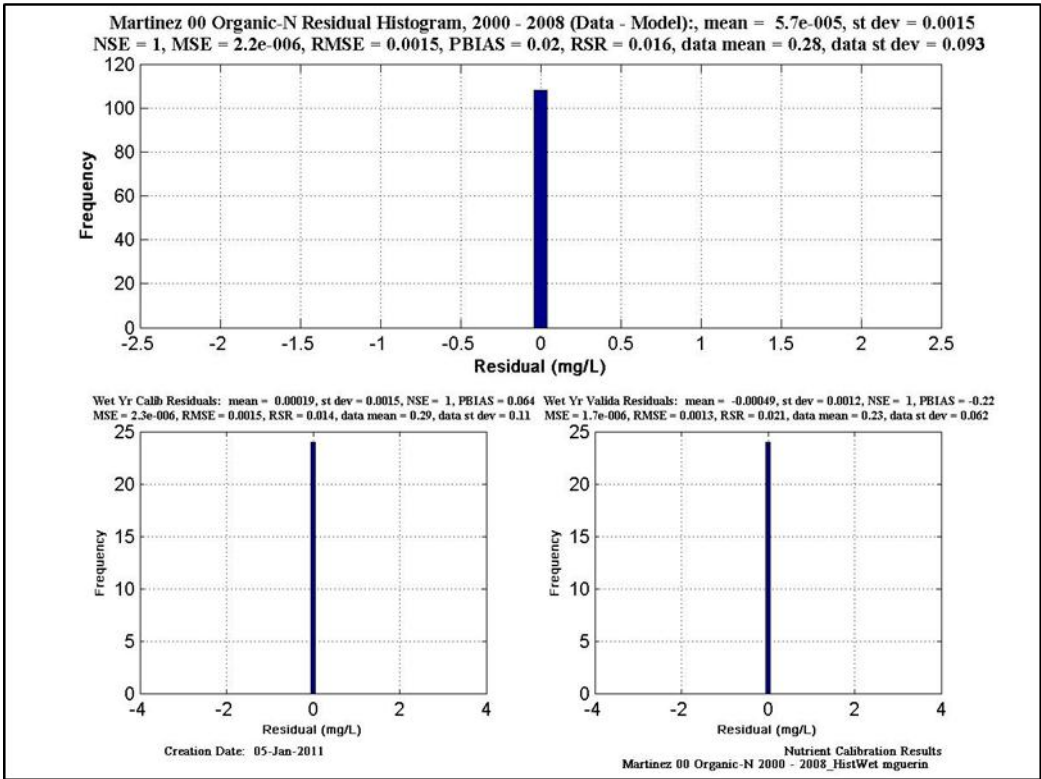 Martinez 00 Organic-N Residual Histogram, 2000 - 2008 (Data - Model):, mean = 5.7e-005, st dev = 0.0015
NSE = 1, MSE = 2.2e-006, RMSE = 0.0015, PBIAS = 0.02, RSR = 0.016, data mean = 0.28, data st dev = 0.093
120
100
80
60
40
20
0
Frequency
-2.5 -2 -1.5 -1 -0.5 0 0.5 1 1.5 2 2.5
Residual (mg/L)
Wet Yr Calib Residuals: mean = 0.00019, st dev = 0.0015, NSE = 1, PBIAS = 0.064
MSE = 2.3e-006, RMSE = 0.0015, RSR = 0.014, data mean = 0.29, data st dev = 0.11
25
20
15
10
5
0
Frequency
-4 -2 0 2 4
Residual (mg/L)
Wet Yr Valida Residuals: mean = -0.00049, st dev = 0.0012, NSE = 1, PBIAS = -0.22
MSE = 1.7e-006, RMSE = 0.0013, RSR = 0.021, data mean = 0.23, data st dev = 0.062
25
20
15
10
5
0
Frequency
-4 -2 0 2 4
Residual (mg/L)
Creation Date: 05-Jan-2011
Nutrient Calibration Results
Martinez 00 Organic-N 2000 - 2008_HistWet mguerin